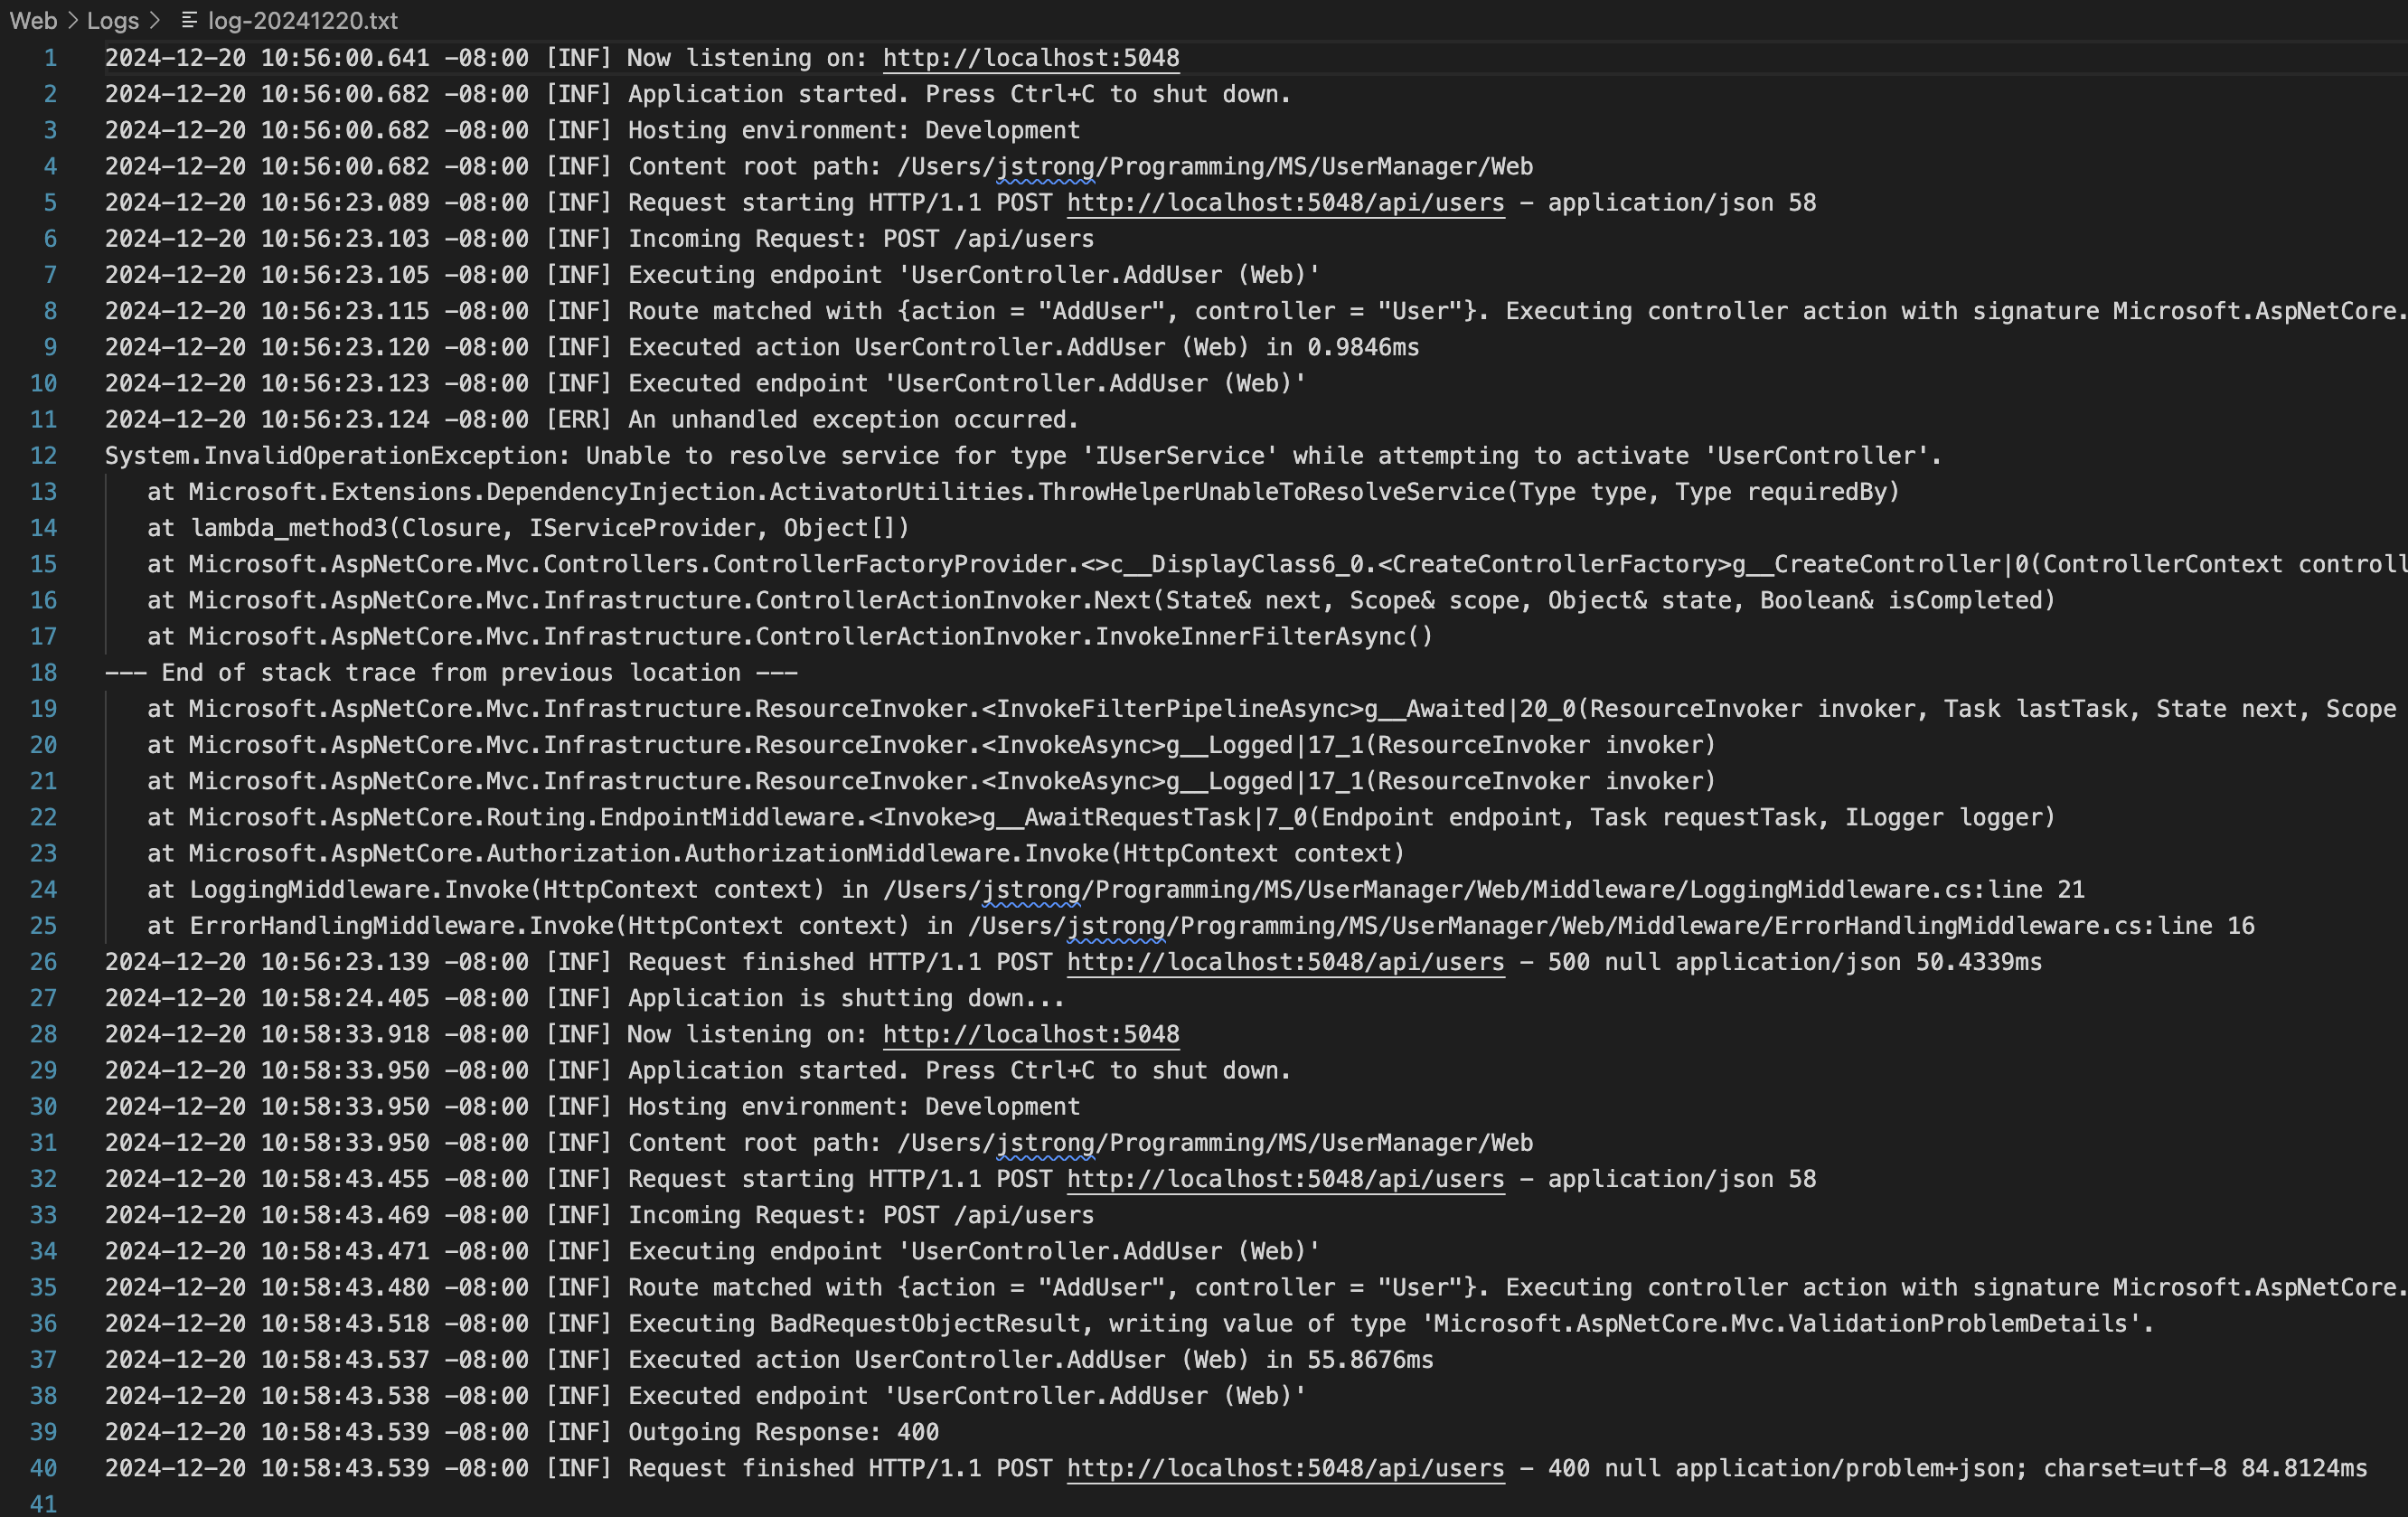 Web > Logs > log-20241220.txt
1 2024-12-20 10:56:00.641 -08:00 [INF] Now listening on: http://localhost:5048
2 2024-12-20 10:56:00.682 -08:00 [INF] Application started. Press Ctrl+C to shut down.
3 2024-12-20 10:56:00.682 -08:00 [INF] Hosting environment: Development
4 2024-12-20 10:56:00.682 -08:00 [INF] Content root path: /Users/jstrong/Programming/MS/UserManager/Web
5 2024-12-20 10:56:23.089 -08:00 [INF] Request starting HTTP/1.1 POST http://localhost:5048/api/users - application/json 58
6 2024-12-20 10:56:23.103 -08:00 [INF] Incoming Request: POST /api/users
7 2024-12-20 10:56:23.105 -08:00 [INF] Executing endpoint 'UserController.AddUser (Web)'
8 2024-12-20 10:56:23.115 -08:00 [INF] Route matched with {action = "AddUser", controller = "User"}. Executing controller action with signature Microsoft.AspNetCore.
9 2024-12-20 10:56:23.120 -08:00 [INF] Executed action UserController.AddUser (Web) in 0.9846ms
10 2024-12-20 10:56:23.123 -08:00 [INF] Executed endpoint 'UserController.AddUser (Web)'
11 2024-12-20 10:56:23.124 -08:00 [ERR] An unhandled exception occurred.
12 System.InvalidOperationException: Unable to resolve service for type 'IUserService' while attempting to activate 'UserController'.
13 at Microsoft.Extensions.DependencyInjection.ActivatorUtilities.ThrowHelperUnableToResolveService(Type type, Type requiredBy)
14 at lambda_method3(Closure, IServiceProvider, Object[])
15 at Microsoft.AspNetCore.Mvc.Controllers.ControllerFactoryProvider.<>c__DisplayClass6_0.<CreateControllerFactory>g__CreateController|0(ControllerContext controll
16 at Microsoft.AspNetCore.Mvc.Infrastructure.ControllerActionInvoker.Next(State& next, Scope& scope, Object& state, Boolean& isCompleted)
17 at Microsoft.AspNetCore.Mvc.Infrastructure.ControllerActionInvoker.InvokeInnerFilterAsync()
18 --- End of stack trace from previous location ---
19 at Microsoft.AspNetCore.Mvc.Infrastructure.ResourceInvoker.<InvokeFilterPipelineAsync>g__Awaited|20_0(ResourceInvoker invoker, Task lastTask, State next, Scope
20 at Microsoft.AspNetCore.Mvc.Infrastructure.ResourceInvoker.<InvokeAsync>g__Logged|17_1(ResourceInvoker invoker)
21 at Microsoft.AspNetCore.Mvc.Infrastructure.ResourceInvoker.<InvokeAsync>g__Logged|17_1(ResourceInvoker invoker)
22 at Microsoft.AspNetCore.Routing.EndpointMiddleware.<Invoke>g__AwaitRequestTask|7_0(Endpoint endpoint, Task requestTask, ILogger logger)
23 at Microsoft.AspNetCore.Authorization.AuthorizationMiddleware.Invoke(HttpContext context)
24 at LoggingMiddleware.Invoke(HttpContext context) in /Users/jstrong/Programming/MS/UserManager/Web/Middleware/LoggingMiddleware.cs:line 21
25 at ErrorHandlingMiddleware.Invoke(HttpContext context) in /Users/jstrong/Programming/MS/UserManager/Web/Middleware/ErrorHandlingMiddleware.cs:line 16
26 2024-12-20 10:56:23.139 -08:00 [INF] Request finished HTTP/1.1 POST http://localhost:5048/api/users - 500 null application/json 50.4339ms
27 2024-12-20 10:58:24.405 -08:00 [INF] Application is shutting down...
28 2024-12-20 10:58:33.918 -08:00 [INF] Now listening on: http://localhost:5048
29 2024-12-20 10:58:33.950 -08:00 [INF] Application started. Press Ctrl+C to shut down.
30 2024-12-20 10:58:33.950 -08:00 [INF] Hosting environment: Development
31 2024-12-20 10:58:33.950 -08:00 [INF] Content root path: /Users/jstrong/Programming/MS/UserManager/Web
32 2024-12-20 10:58:43.455 -08:00 [INF] Request starting HTTP/1.1 POST http://localhost:5048/api/users - application/json 58
33 2024-12-20 10:58:43.469 -08:00 [INF] Incoming Request: POST /api/users
34 2024-12-20 10:58:43.471 -08:00 [INF] Executing endpoint 'UserController.AddUser (Web)'
35 2024-12-20 10:58:43.480 -08:00 [INF] Route matched with {action = "AddUser", controller = "User"}. Executing controller action with signature Microsoft.AspNetCore.
36 2024-12-20 10:58:43.518 -08:00 [INF] Executing BadRequestObjectResult, writing value of type 'Microsoft.AspNetCore.Mvc.ValidationProblemDetails'.
37 2024-12-20 10:58:43.537 -08:00 [INF] Executed action UserController.AddUser (Web) in 55.8676ms
38 2024-12-20 10:58:43.538 -08:00 [INF] Executed endpoint 'UserController.AddUser (Web)'
39 2024-12-20 10:58:43.539 -08:00 [INF] Outgoing Response: 400
40 2024-12-20 10:58:43.539 -08:00 [INF] Request finished HTTP/1.1 POST http://localhost:5048/api/users - 400 null application/problem+json; charset=utf-8 84.8124ms
41